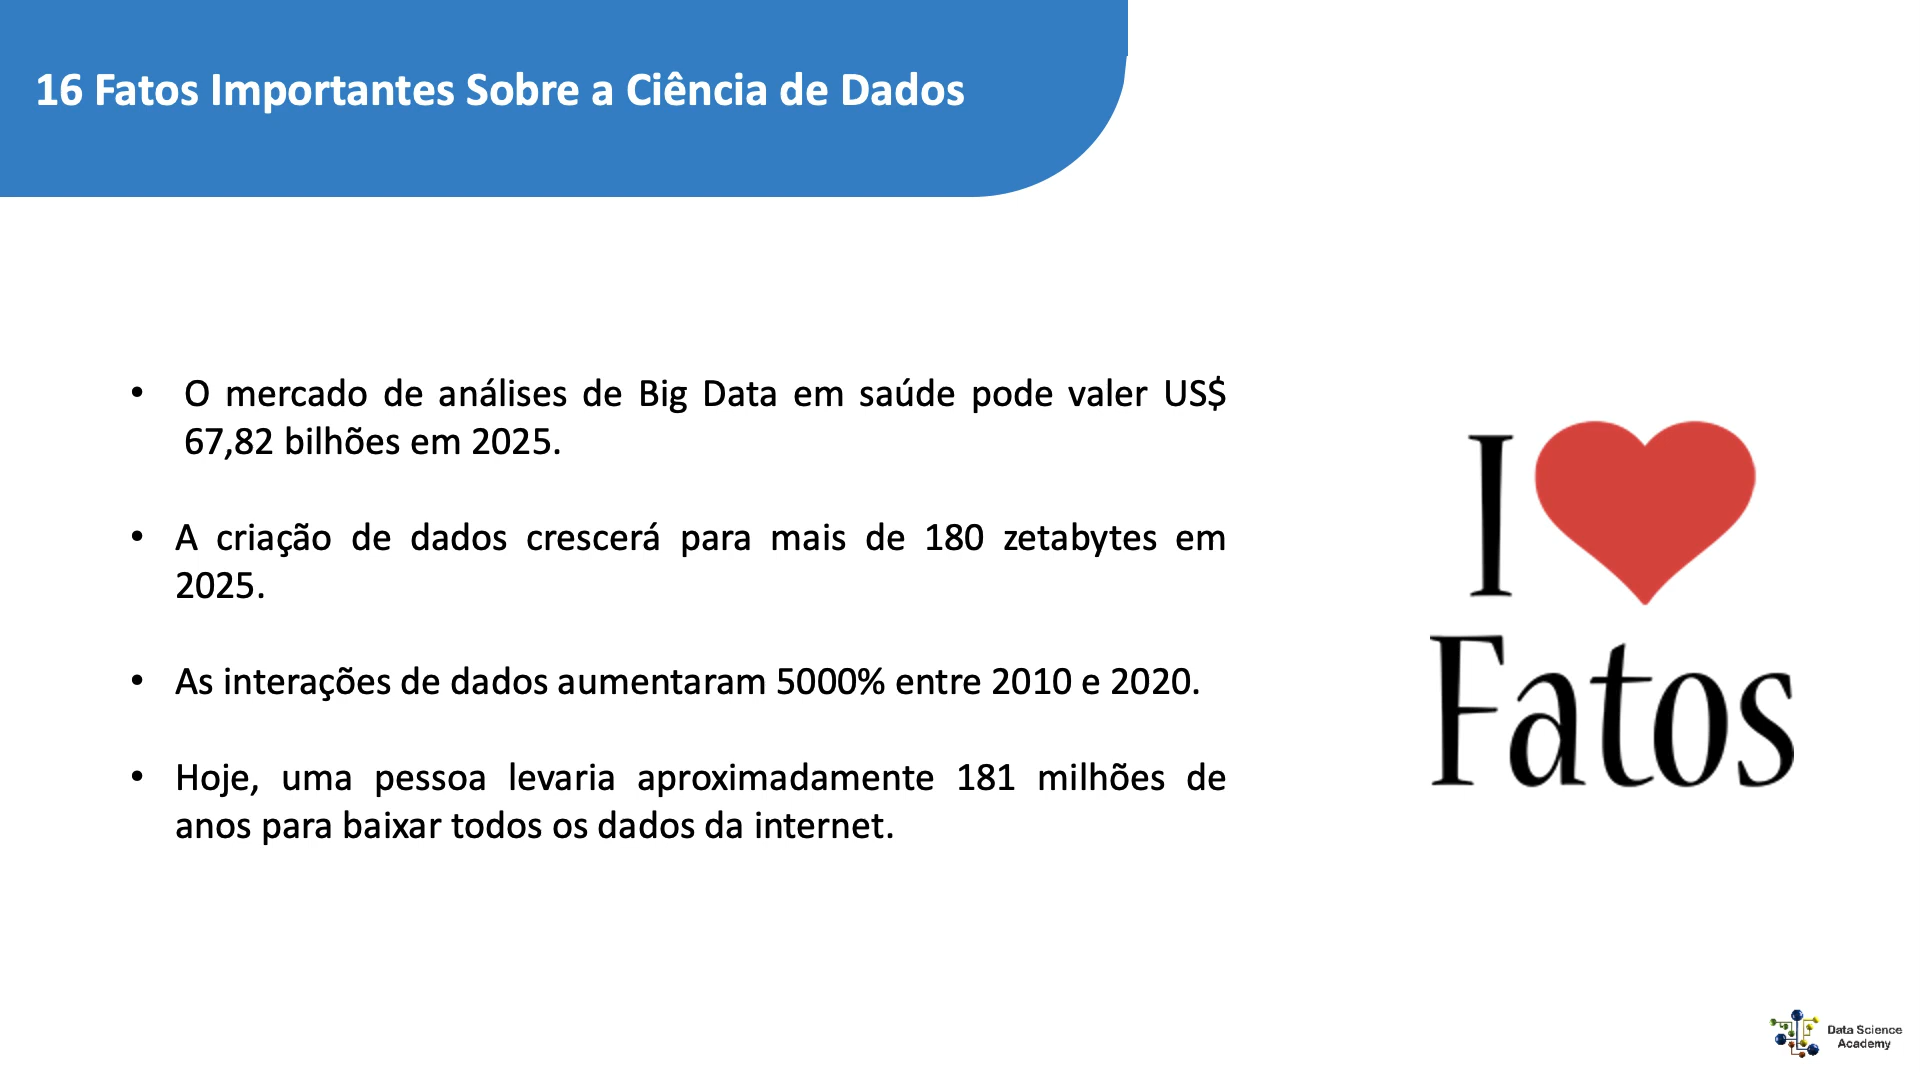 16 Fatos Importantes Sobre a Ciência de Dados
• O mercado de análises de Big Data em saúde pode valer US$
67,82 bilhões em 2025.
• A criação de dados crescerá para mais de 180 zetabytes em
2025.
• As interações de dados aumentaram 5000% entre 2010 e 2020.
• Hoje, uma pessoa levaria aproximadamente 181 milhões de
anos para baixar todos os dados da internet.
I
Fatos
Data Science
Academy